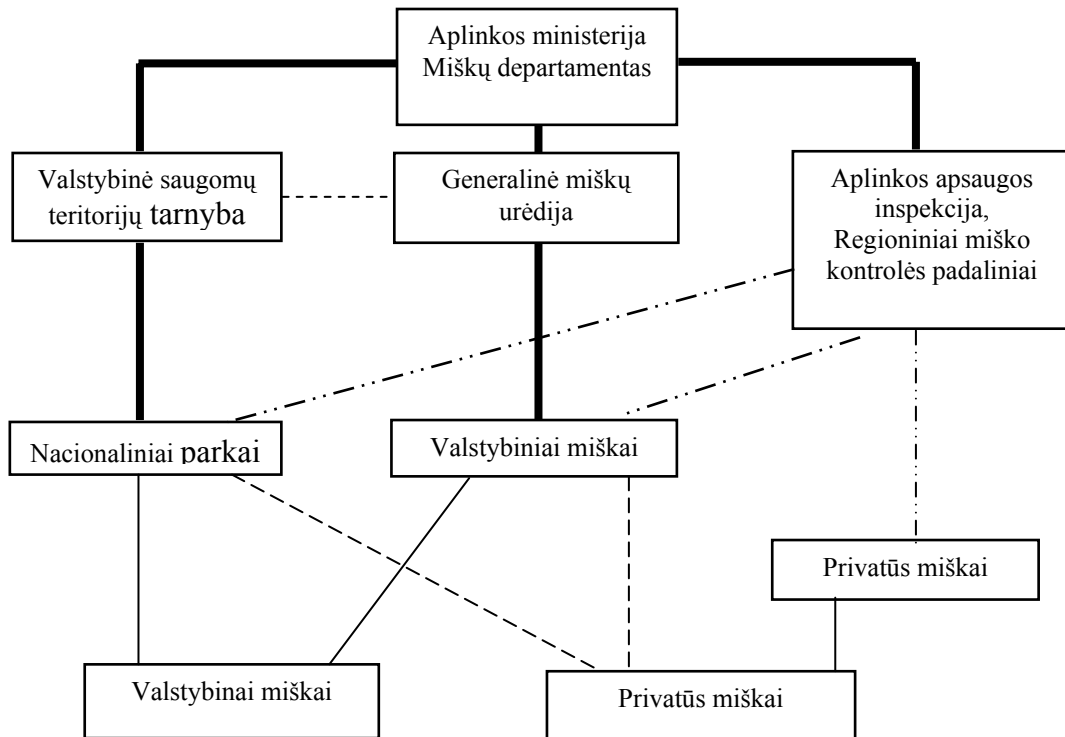 Aplinkos ministerija
Miškų departamentas
Valstybinė saugomų
teritorijų tarnyba
Generalinė miškų
urėdija
Aplinkos apsaugos
inspekcija,
Regioniniai miško
kontrolės padaliniai
Nacionaliniai parkai
Valstybiniai miškai
Privatūs miškai
Valstybinai miškai
Privatūs miškai